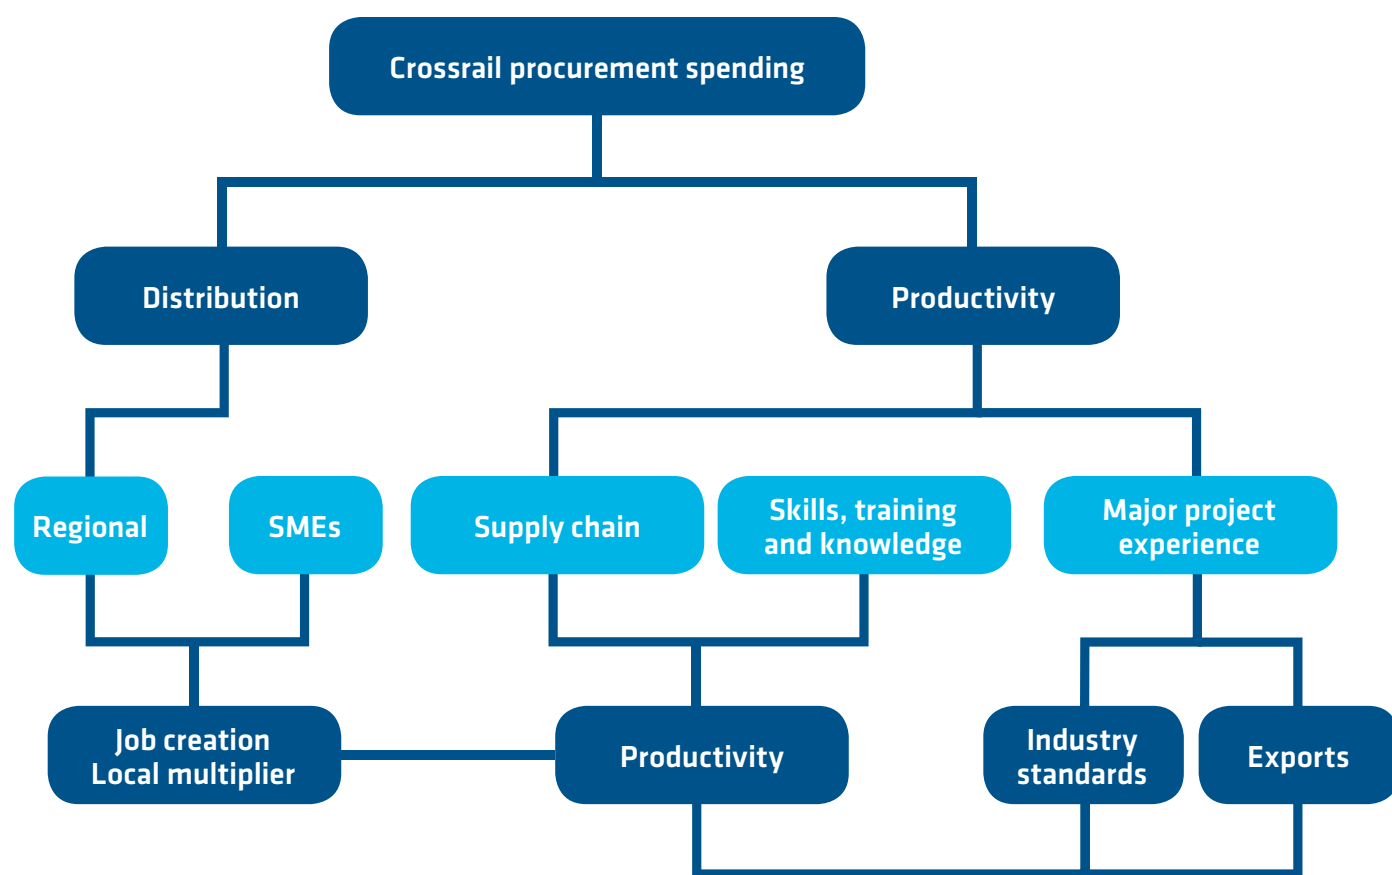 Crossrail procurement spending
Distribution
Productivity
Regional
SMEs
Supply chain
Skills, training
and knowledge
Major project
experience
Job creation
Local multiplier
Productivity
Industry
standards
Exports